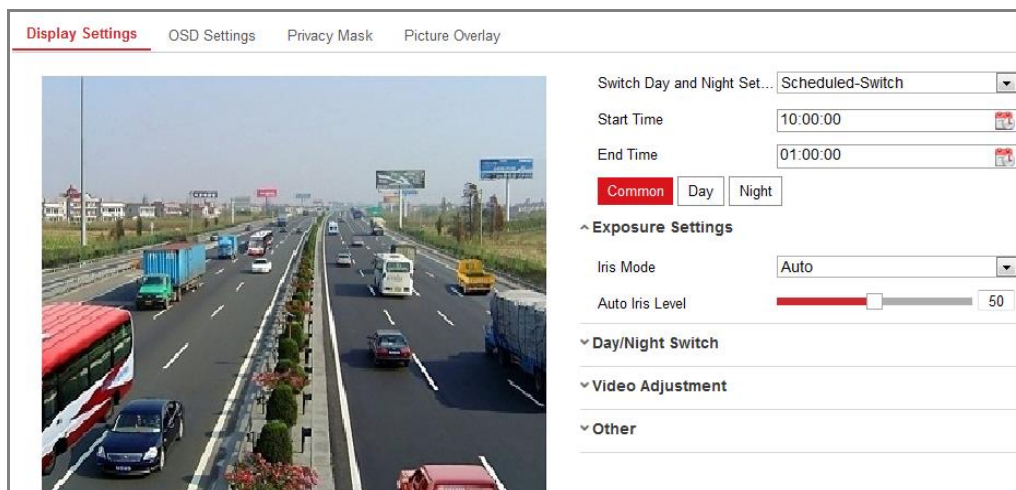 Display Settings OSD Settings Privacy Mask Picture Overlay
Switch Day and Night Set... Scheduled-Switch
Start Time 10:00:00
End Time 01:00:00
Common Day Night
Exposure Settings
Iris Mode Auto
Auto Iris Level 50
Day/Night Switch
Video Adjustment
Other